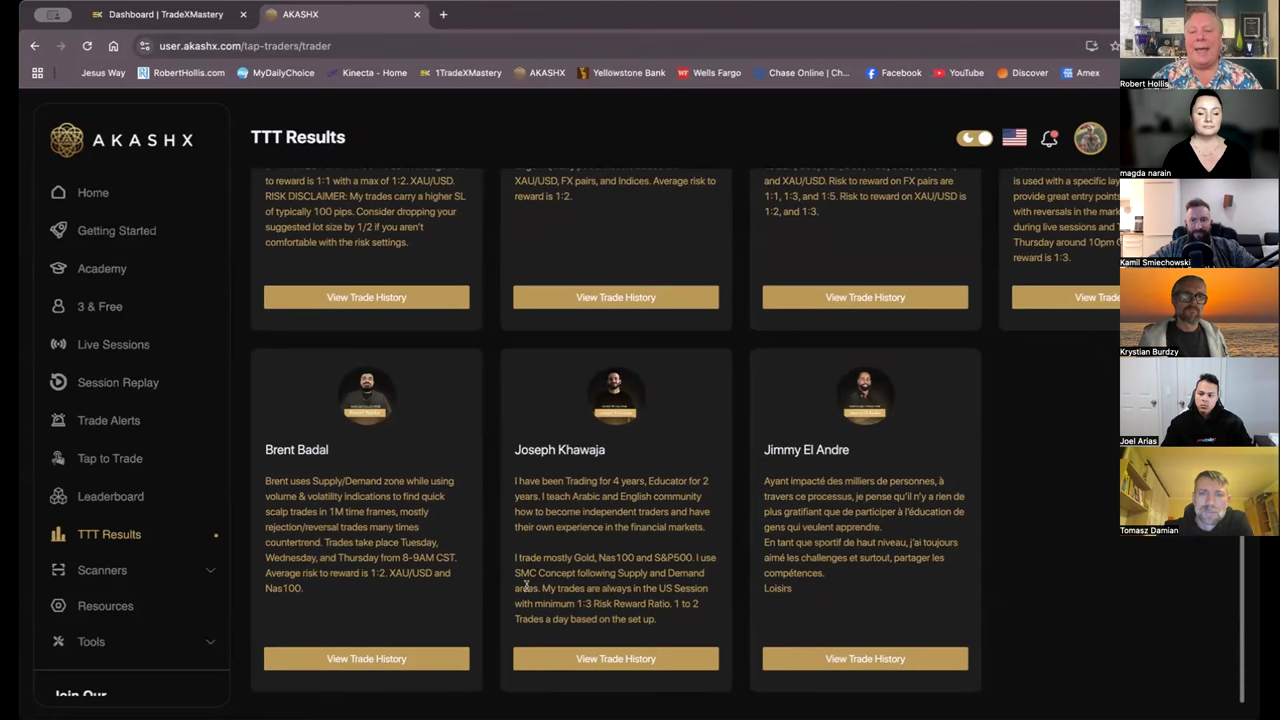 Dashboard | TradeXMastery
AKASHX
user.akashx.com/tap-traders/trader
Jesus Way
RobertHollis.com
MyDailyChoice
Kinecta - Home
1TradeXMastery
AKASHX
Yellowstone Bank
Wells Fargo
Chase Online | Ch...
Facebook
YouTube
Discover
Amex
AKASHX
Home
Getting Started
Academy
3 & Free
Live Sessions
Session Replay
Trade Alerts
Tap to Trade
Leaderboard
TTT Results
Scanners
Resources
Tools
Join Our
TTT Results
to reward is 1:1 with a max of 1:2. XAU/USD.
RISK DISCLAIMER: My trades carry a higher SL
of typically 100 pips. Consider dropping your
suggested lot size by 1/2 if you aren't
comfortable with the risk settings.
View Trade History
XAU/USD, FX pairs, and Indices. Average risk to
reward is 1:2.
View Trade History
and XAU/USD. Risk to reward on FX pairs are
1:1, 1:3, and 1:5. Risk to reward on XAU/USD is
1:2, and 1:3.
View Trade History
is used with a specific lay
provide great entry points
with reversals in the mark
during live sessions and T
Thursday around 10pm
reward is 1:3.
View Trade
Brent Badal
Brent uses Supply/Demand zone while using
volume & volatility indications to find quick
scalp trades in 1M time frames, mostly
rejection/reversal trades many times
countertrend. Trades take place Tuesday,
Wednesday, and Thursday from 8-9AM CST.
Average risk to reward is 1:2. XAU/USD and
Nas100.
View Trade History
Joseph Khawaja
I have been Trading for 4 years, Educator for 2
years. I teach Arabic and English community
how to become independent traders and have
their own experience in the financial markets.
I trade mostly Gold, Nas100 and S&P500. I use
SMC Concept following Supply and Demand
areas. My trades are always in the US Session
with minimum 1:3 Risk Reward Ratio. 1 to 2
Trades a day based on the set up.
View Trade History
Jimmy El Andre
Ayant impacté des milliers de personnes, à
travers ce processus, je pense qu'il n'y a rien de
plus gratifiant que de participer à l'éducation de
gens qui veulent apprendre.
En tant que sportif de haut niveau, j'ai toujours
aimé les challenges et surtout, partager les
compétences.
Loisirs
View Trade History
Robert Hollis
magda narain
Kamil Smiechowski
Krystian Burdzy
Joel Arias
Tomasz Damian